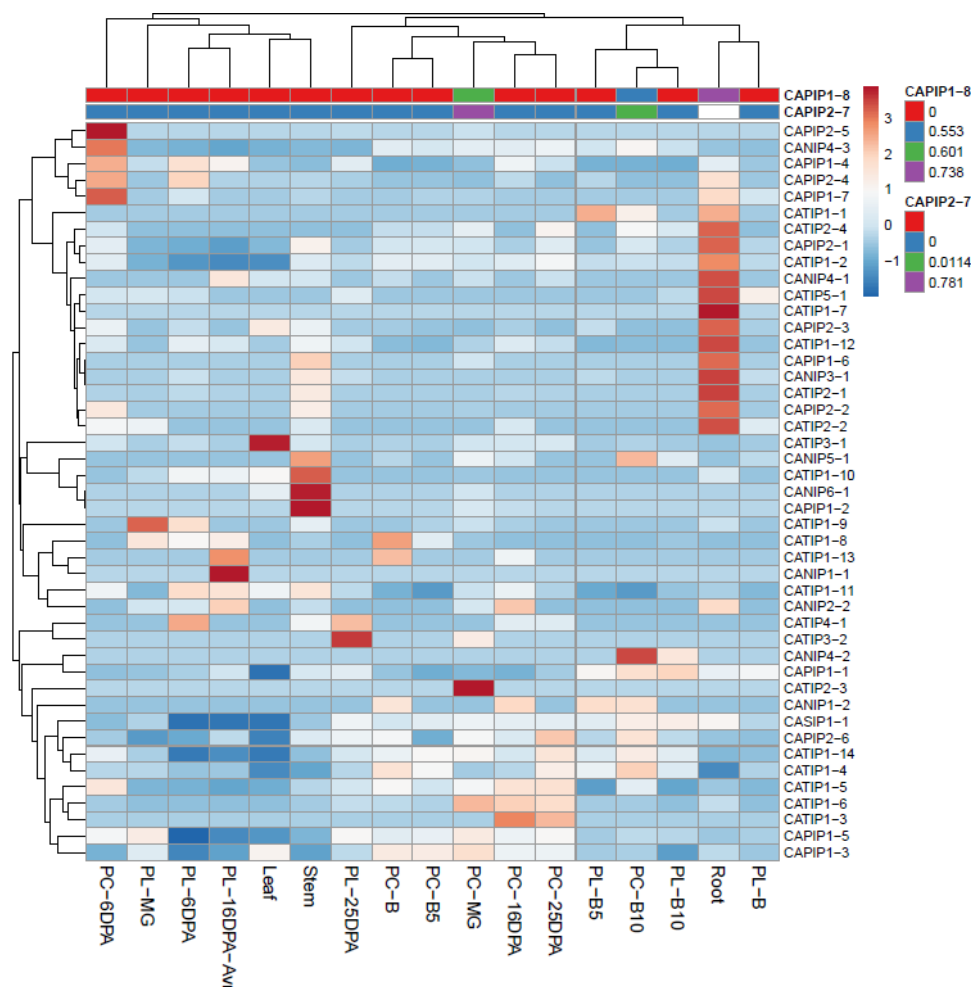 CAPIP1-8
CAPIP2-7
CAPIP2-5
CANIP4-3
CAPIP1-4
CAPIP2-4
CAPIP1-7
CATIP1-1
CATIP2-4
CAPIP2-1
CATIP1-2
CANIP4-1
CATIP5-1
CATIP1-7
CAPIP2-3
CATIP1-12
CAPIP1-6
CANIP3-1
CATIP2-1
CAPIP2-2
CATIP2-2
CATIP3-1
CANIP5-1
CATIP1-10
CANIP6-1
CAPIP1-2
CATIP1-9
CATIP1-8
CATIP1-13
CANIP1-1
CATIP1-11
CANIP2-2
CATIP4-1
CATIP3-2
CANIP4-2
CAPIP1-1
CATIP2-3
CANIP1-2
CASIP1-1
CAPIP2-6
CATIP1-14
CATIP1-4
CATIP1-5
CATIP1-6
CATIP1-3
CAPIP1-5
CAPIP1-3
PC-6DPA
PL-MG
PL-6DPA
PL-16DPA-Avr
Leaf
Stem
PL-25DPA
PC-B
PC-B5
PC-MG
PC-16DPA
PC-25DPA
PL-B5
PC-B10
PL-B10
Root
PL-B
3
2
1
0
-1
CAPIP1-8
0
0.553
0.601
0.738
CAPIP2-7
0
0.0114
0.781